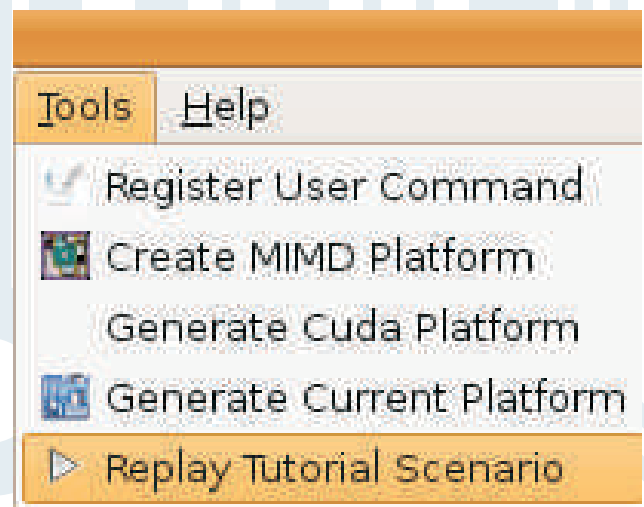 Tools Help
Register User Command
Create MIMD Platform
Generate Cuda Platform
Generate Current Platform
Replay Tutorial Scenario